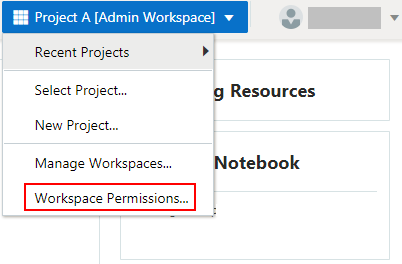 Project A [Admin Workspace]
Recent Projects
Select Project...
New Project...
Manage Workspaces...
Workspace Permissions...
g Resources
Notebook